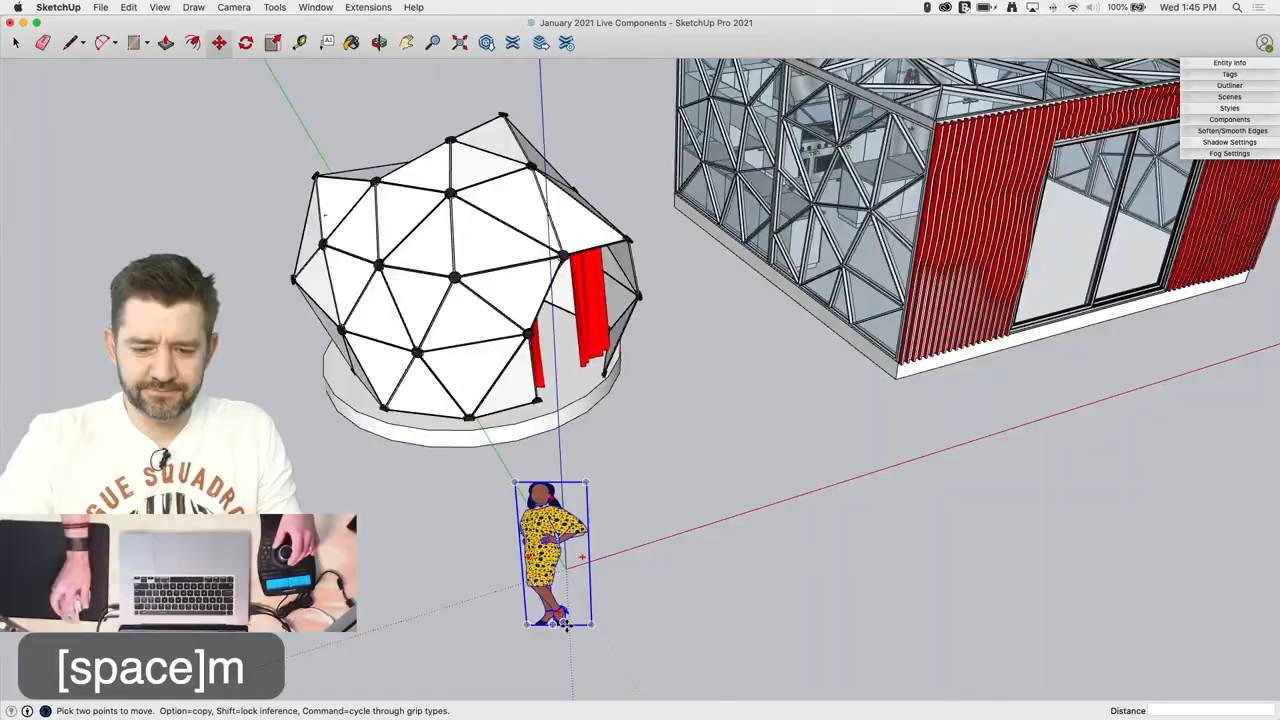 SketchUp File Edit View Draw Camera Tools Window Extensions Help 100% Wed 1:45 PM
January 2021 Live Components - SketchUp Pro 2021
Entity Info
Tags
Outliner
Scenes
Styles
Components
Soften/Smooth Edges
Shadow Settings
Fog Settings
GUE SQUADR
[space]m
Pick two points to move. Option=copy, Shift=lock inference, Command=cycle through grip types. Distance